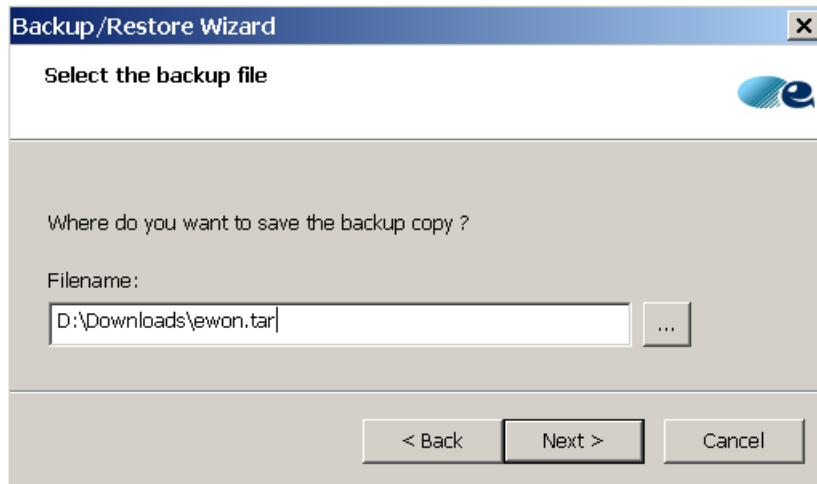 Backup/Restore Wizard
Select the backup file
e
Where do you want to save the backup copy ?
Filename:
D:\Downloads\ewon.tar
...
< Back
Next >
Cancel